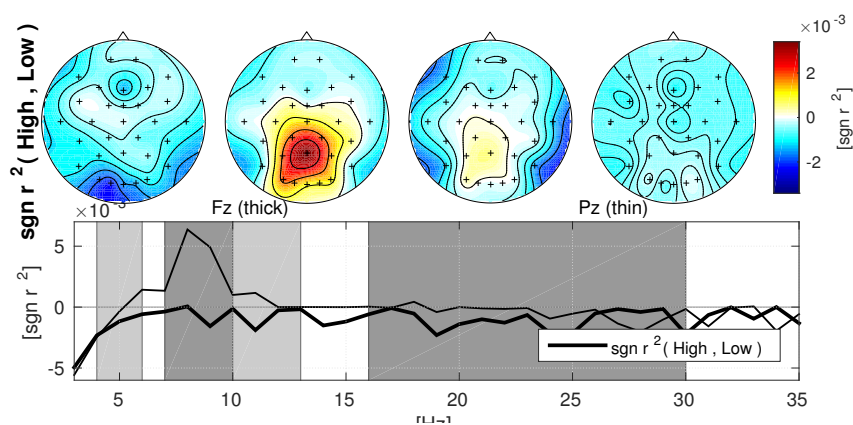 sgn r 2 ( High , Low )
×10 -3
2
0
-2
[sgn r 2 ]
×10 -3
Fz (thick)
Pz (thin)
5
0
-5
[sgn r 2 ]
sgn r 2 ( High , Low )
5
10
15
20
25
30
35
[Hz]